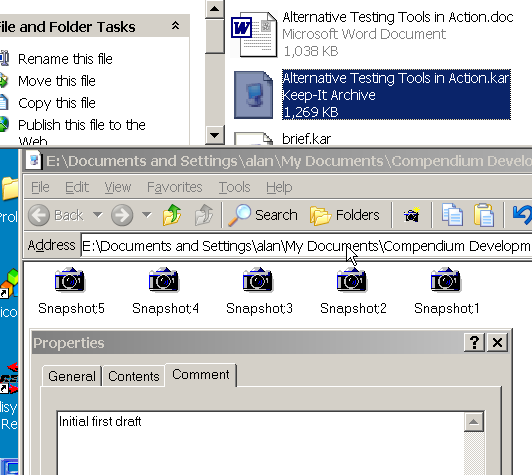 File and Folder Tasks
Rename this file
Move this file
Copy this file
Publish this file to the
Web
Alternative Testing Tools in Action.doc
Microsoft Word Document
1,038 KB
Alternative Testing Tools in Action.kar
Keep-It Archive
1,269 KB
brief.kar
E:\Documents and Settings\alan\My Documents\Compendium Develo
File Edit View Favorites Tools Help
Back Search Folders
Address E:\Documents and Settings\alan\My Documents\Compendium Developm
Snapshot;5 Snapshot;4 Snapshot;3 Snapshot;2 Snapshot;1
Properties
General Contents Comment
Initial first draft